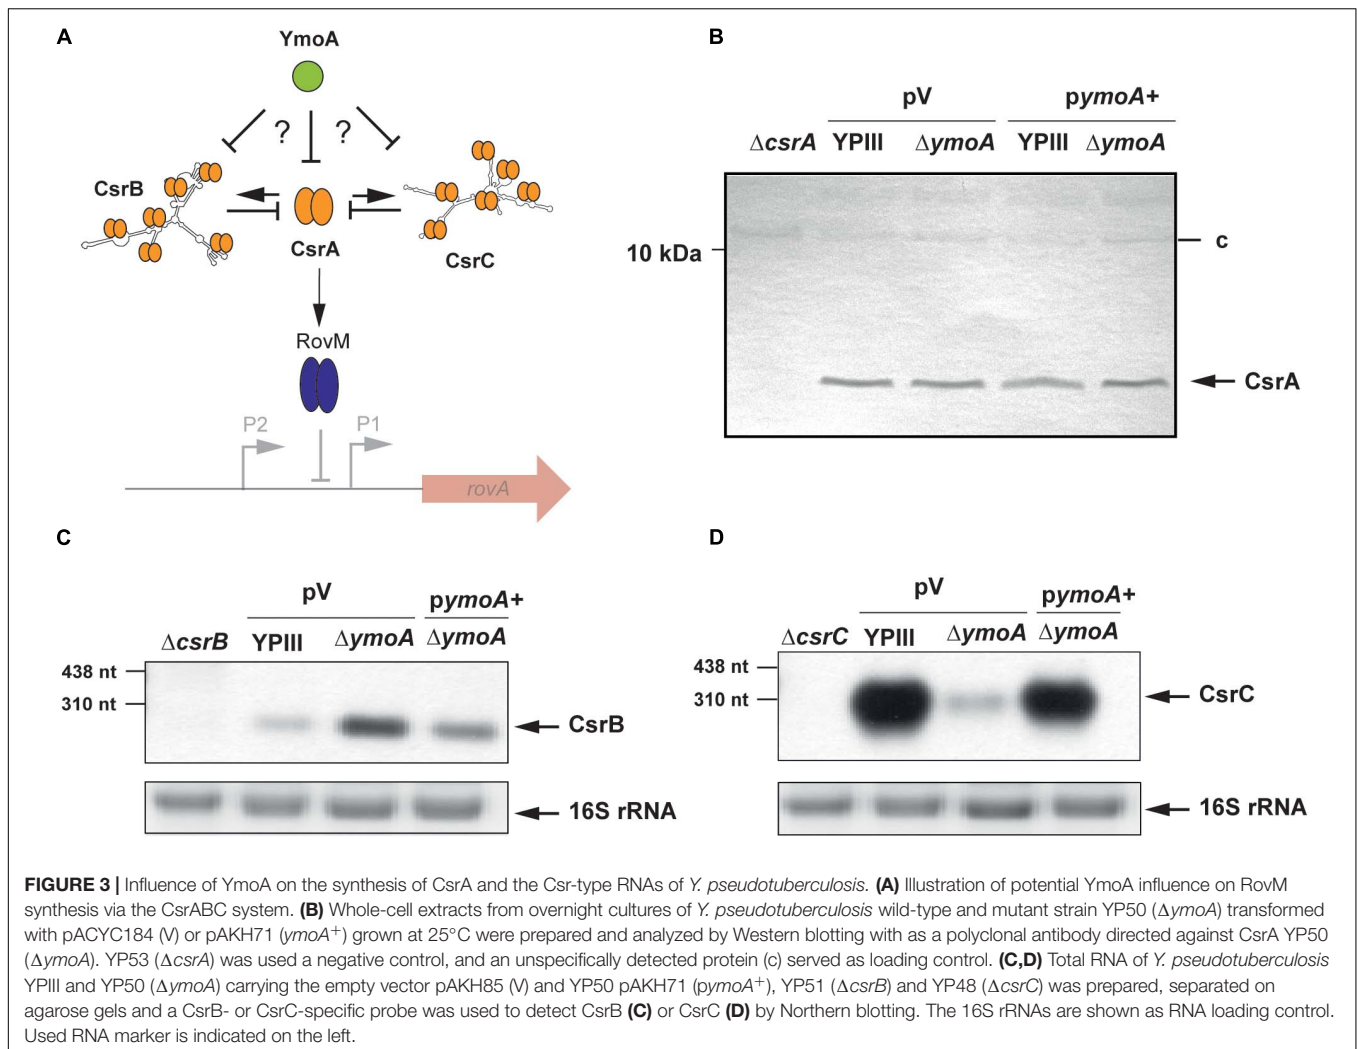 A
YmoA
? ?
CsrB
CsrA
CsrC
RovM
P2
P1
rovA
B
pV
pymoA+
ΔcsrA YPIII ΔymoA YPIII ΔymoA
10 kDa
c
CsrA
C
pV
pymoA+
ΔcsrB YPIII ΔymoA ΔymoA
438 nt
310 nt
CsrB
16S rRNA
D
pV
pymoA+
ΔcsrC YPIII ΔymoA ΔymoA
438 nt
310 nt
CsrC
16S rRNA
FIGURE 3 | Influence of YmoA on the synthesis of CsrA and the Csr-type RNAs of Y. pseudotuberculosis. (A) Illustration of potential YmoA influence on RovM
synthesis via the CsrABC system. (B) Whole-cell extracts from overnight cultures of Y. pseudotuberculosis wild-type and mutant strain YP50 (ΔymoA) transformed
with pACYC184 (V) or pAKH71 (ymoA+) grown at 25°C were prepared and analyzed by Western blotting with as a polyclonal antibody directed against CsrA YP50
(ΔymoA). YP53 (ΔcsrA) was used a negative control, and an unspecifically detected protein (c) served as loading control. (C,D) Total RNA of Y. pseudotuberculosis
YPIII and YP50 (ΔymoA) carrying the empty vector pAKH85 (V) and YP50 pAKH71 (pymoA+), YP51 (ΔcsrB) and YP48 (ΔcsrC) was prepared, separated on
agarose gels and a CsrB- or CsrC-specific probe was used to detect CsrB (C) or CsrC (D) by Northern blotting. The 16S rRNAs are shown as RNA loading control.
Used RNA marker is indicated on the left.